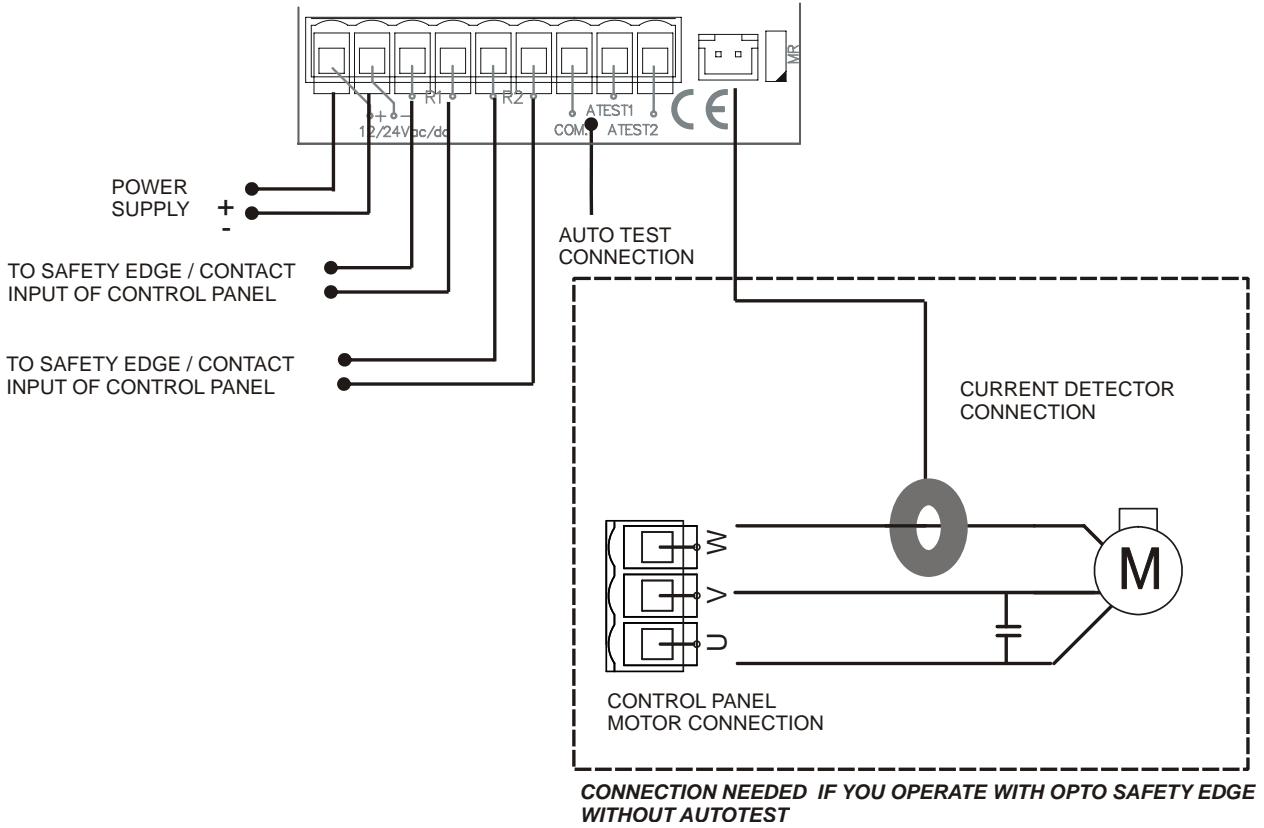 MR
R1
R2
+ -
12/24Vac/dc
COM.
ATEST1
ATEST2
CE
POWER
SUPPLY
+
-
AUTO TEST
CONNECTION
TO SAFETY EDGE / CONTACT
INPUT OF CONTROL PANEL
TO SAFETY EDGE / CONTACT
INPUT OF CONTROL PANEL
CURRENT DETECTOR
CONNECTION
W
V
U
M
CONTROL PANEL
MOTOR CONNECTION
CONNECTION NEEDED IF YOU OPERATE WITH OPTO SAFETY EDGE
WITHOUT AUTOTEST